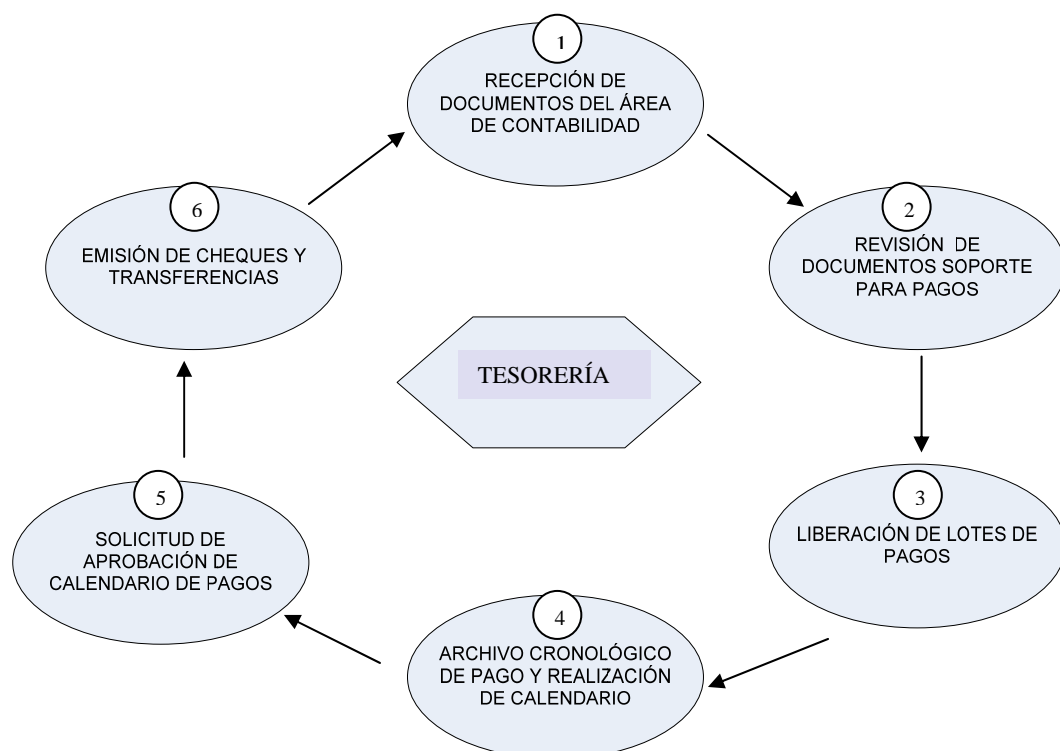 1
RECEPCIÓN DE
DOCUMENTOS DEL ÁREA
DE CONTABILIDAD
2
REVISIÓN DE
DOCUMENTOS SOPORTE
PARA PAGOS
3
LIBERACIÓN DE LOTES DE
PAGOS
4
ARCHIVO CRONOLÓGICO
DE PAGO Y REALIZACIÓN
DE CALENDARIO
5
SOLICITUD DE
APROBACIÓN DE
CALENDARIO DE PAGOS
6
EMISIÓN DE CHEQUES Y
TRANSFERENCIAS
TESORERÍA